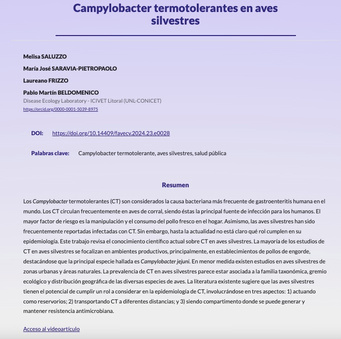 Campylobacter termotolerantes en aves
silvestres
Melisa SALUZZO
María José SARAVIA-PIETROPAOLO
Laureano FRIZZO
Pablo Martín BELDOMENICO
Disease Ecology Laboratory - ICIVET Litoral (UNL-CONICET)
DOI: https://doi.org/10.14409/favecv.2024.23.e0028
Palabras clave: Campylobacter termotolerante, aves silvestres, salud pública
Resumen
Los Campylobacter termotolerantes (CT) son considerados la causa bacteriana más frecuente de gastroenteritis humana en el
mundo. Los CT circulan frecuentemente en aves de corral, siendo éstas la principal fuente de infección para los humanos. El
mayor factor de riesgo es la manipulación y el consumo del pollo fresco en el hogar. Asimismo, las aves silvestres han sido
frecuentemente reportadas infectadas con CT. Sin embargo, hasta la actualidad no está claro qué rol cumplen en su
epidemiología. Este trabajo revisa el conocimiento científico actual sobre CT en aves silvestres. La mayoría de los estudios de
CT en aves silvestres se focalizan en ambientes productivos, principalmente, en establecimientos de pollos de engorde,
destacándose que la principal especie hallada es Campylobacter jejuni. En menor medida existen estudios en aves silvestres de
zonas urbanas y áreas naturales. La prevalencia de CT en aves silvestres parece estar asociada a la familia taxonómica, gremio
ecológico y distribución geográfica de las diversas especies de aves. La literatura existente sugiere que las aves silvestres
tienen el potencial de cumplir un rol a considerar en la epidemiología de CT, involucrándose en tres aspectos: 1) actuando
como reservorios; 2) transportando CT a diferentes distancias; y 3) siendo compartimento donde se puede generar y
mantener resistencia antimicrobiana.
Acceso al videoartículo